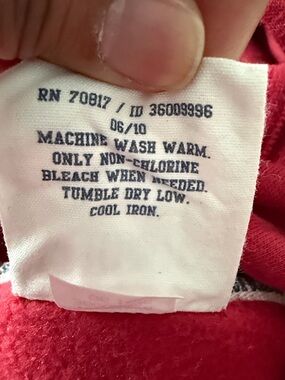 RN 70817 / ID 36009996
06/10
MACHINE WASH WARM.
ONLY NON-CHLORINE
BLEACH WHEN NEEDED.
TUMBLE DRY LOW.
COOL IRON.